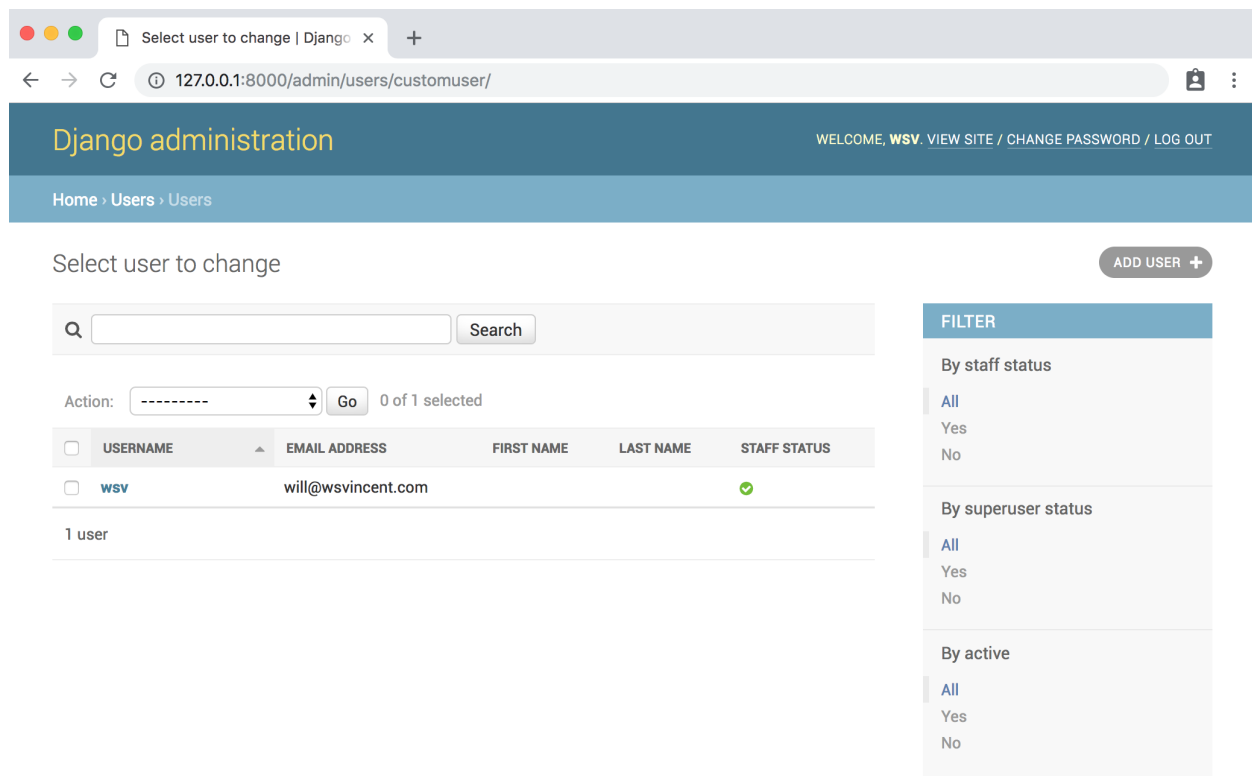 Select user to change | Django
127.0.0.1:8000/admin/users/customuser/
Django administration
WELCOME, WSV. VIEW SITE / CHANGE PASSWORD / LOG OUT
Home › Users › Users
Select user to change
ADD USER +
Search
Action: --------- Go 0 of 1 selected
USERNAME EMAIL ADDRESS FIRST NAME LAST NAME STAFF STATUS
wsv will@wsvincent.com
1 user
FILTER
By staff status
All
Yes
No
By superuser status
All
Yes
No
By active
All
Yes
No